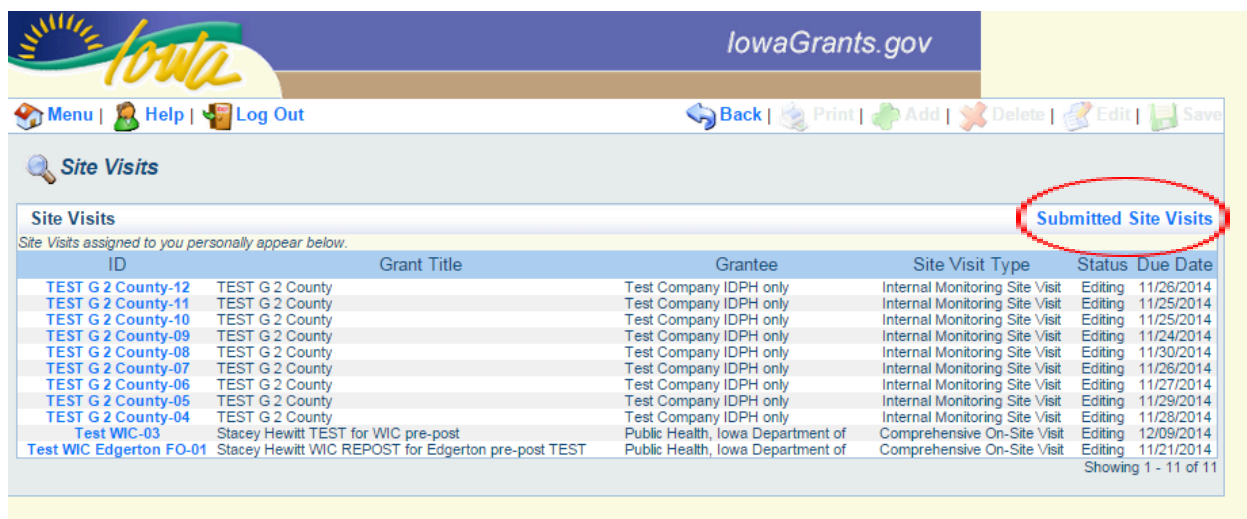 Iowa
IowaGrants.gov
Menu | Help | Log Out Back | Print | Add | Delete | Edit | Save
Site Visits
Site Visits Submitted Site Visits
Site Visits assigned to you personally appear below.
ID Grant Title Grantee Site Visit Type Status Due Date
TEST G 2 County-12 TEST G 2 County Test Company IDPH only Internal Monitoring Site Visit Editing 11/26/2014
TEST G 2 County-11 TEST G 2 County Test Company IDPH only Internal Monitoring Site Visit Editing 11/25/2014
TEST G 2 County-10 TEST G 2 County Test Company IDPH only Internal Monitoring Site Visit Editing 11/25/2014
TEST G 2 County-09 TEST G 2 County Test Company IDPH only Internal Monitoring Site Visit Editing 11/24/2014
TEST G 2 County-08 TEST G 2 County Test Company IDPH only Internal Monitoring Site Visit Editing 11/30/2014
TEST G 2 County-07 TEST G 2 County Test Company IDPH only Internal Monitoring Site Visit Editing 11/26/2014
TEST G 2 County-06 TEST G 2 County Test Company IDPH only Internal Monitoring Site Visit Editing 11/27/2014
TEST G 2 County-05 TEST G 2 County Test Company IDPH only Internal Monitoring Site Visit Editing 11/29/2014
TEST G 2 County-04 TEST G 2 County Test Company IDPH only Internal Monitoring Site Visit Editing 11/28/2014
Test WIC-03 Stacey Hewitt TEST for WIC pre-post Public Health, Iowa Department of Comprehensive On-Site Visit Editing 12/09/2014
Test WIC Edgerton FO-01 Stacey Hewitt WIC REPOST for Edgerton pre-post TEST Public Health, Iowa Department of Comprehensive On-Site Visit Editing 11/21/2014
Showing 1 - 11 of 11